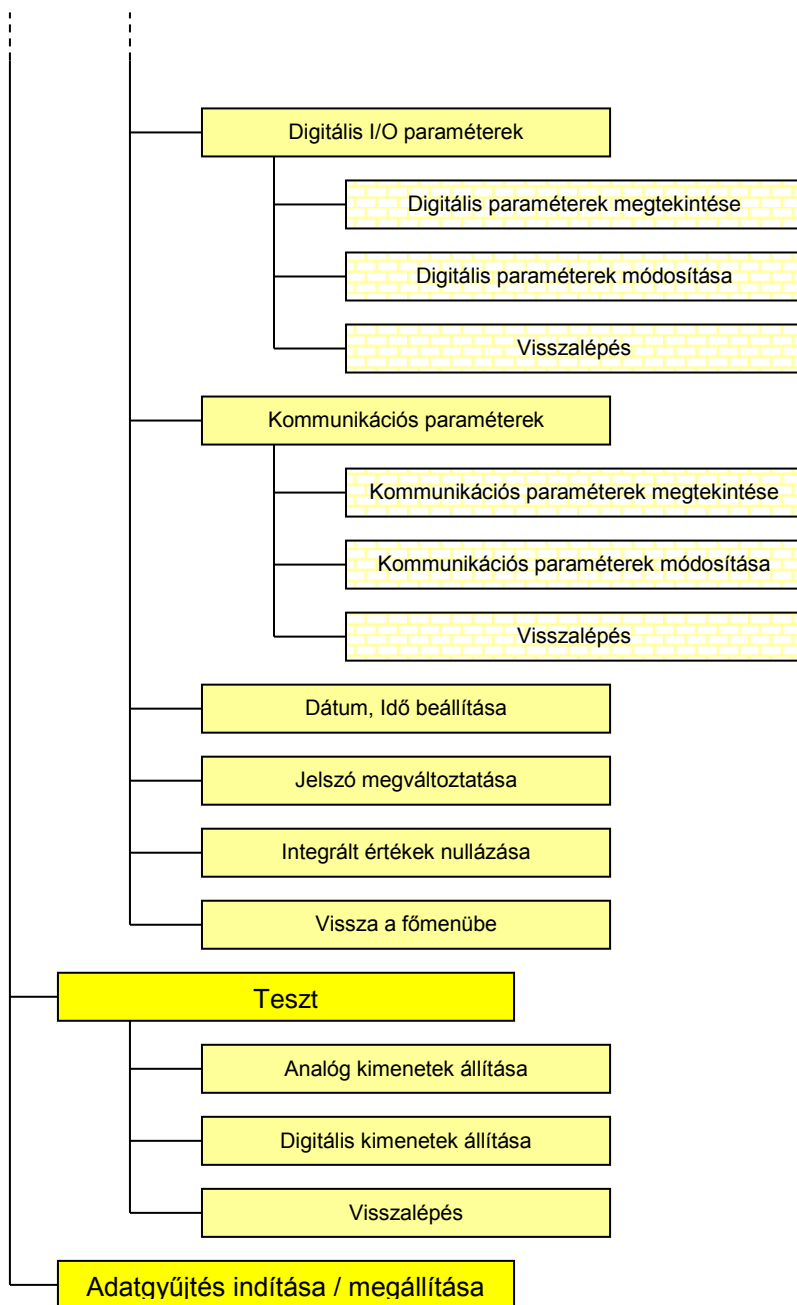 Digitális I/O paraméterek
Digitális paraméterek megtekintése
Digitális paraméterek módosítása
Visszalépés
Kommunikációs paraméterek
Kommunikációs paraméterek megtekintése
Kommunikációs paraméterek módosítása
Visszalépés
Dátum, Idő beállítása
Jelszó megváltoztatása
Integrált értékek nullázása
Vissza a főmenübe
Teszt
Analóg kimenetek állítása
Digitális kimenetek állítása
Visszalépés
Adatgyűjtés indítása / megállítása